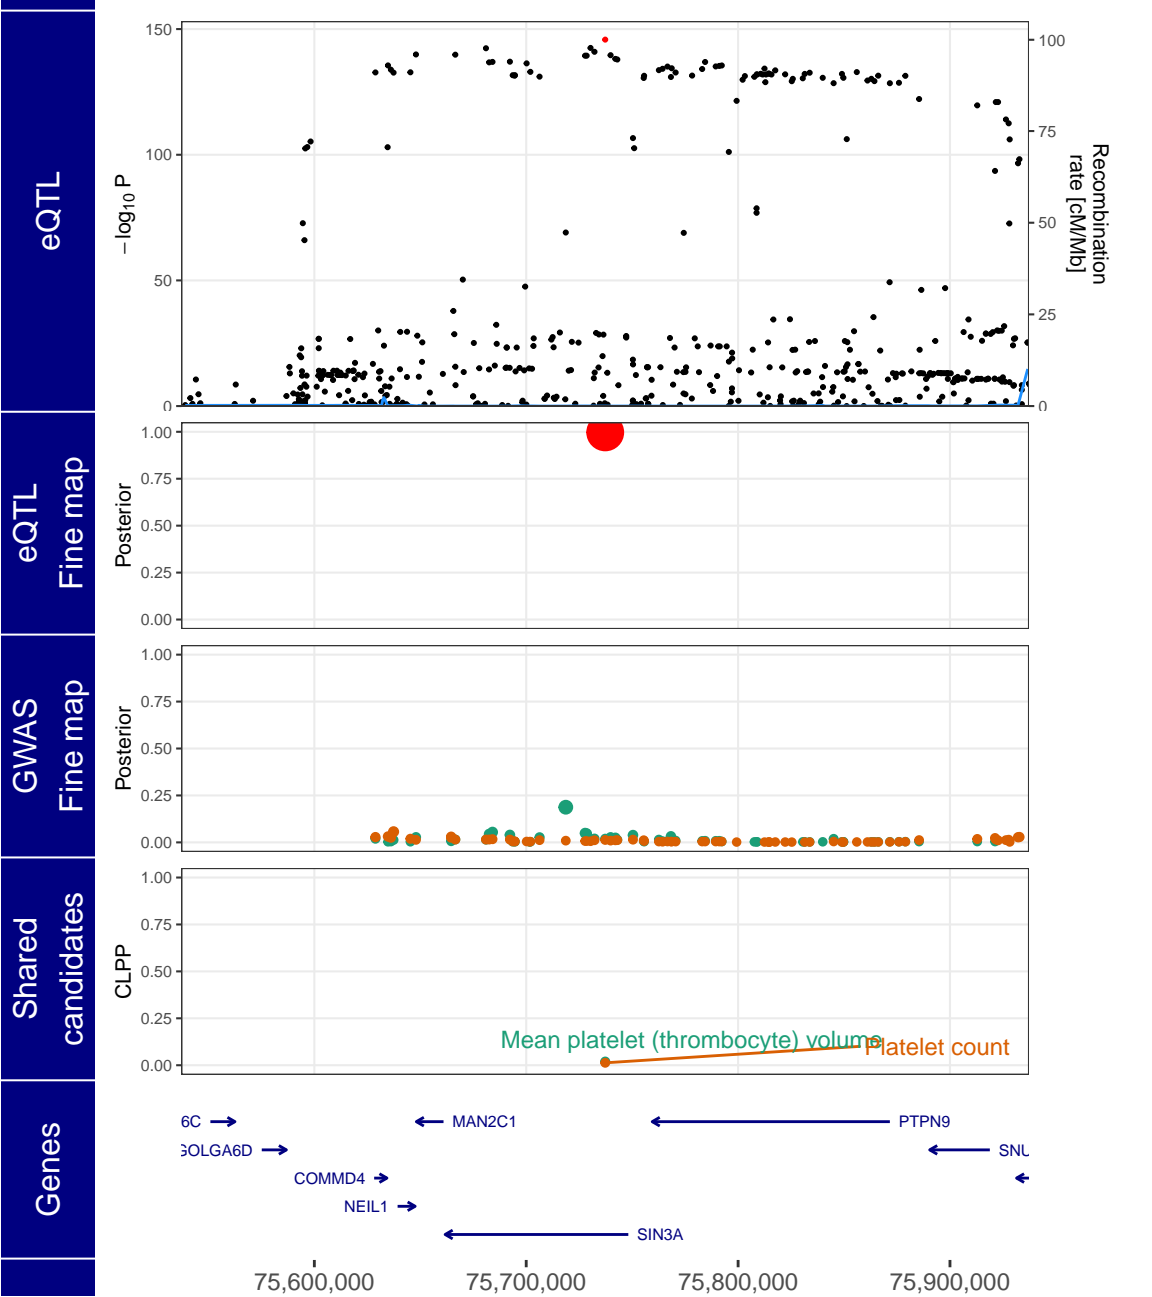 eQTL
−log10 P
150
100
50
0
100
75
50
25
0
Recombination
rate [cM/Mb]
eQTL
Fine map
Posterior
1.00
0.75
0.50
0.25
0.00
GWAS
Fine map
Posterior
1.00
0.75
0.50
0.25
0.00
Shared
candidates
CLPP
1.00
0.75
0.50
0.25
0.00
Mean platelet (thrombocyte) volume
Platelet count
Genes
6C
MAN2C1
PTPN9
GOLGA6D
SNU
COMMD4
NEIL1
SIN3A
75,600,000
75,700,000
75,800,000
75,900,000